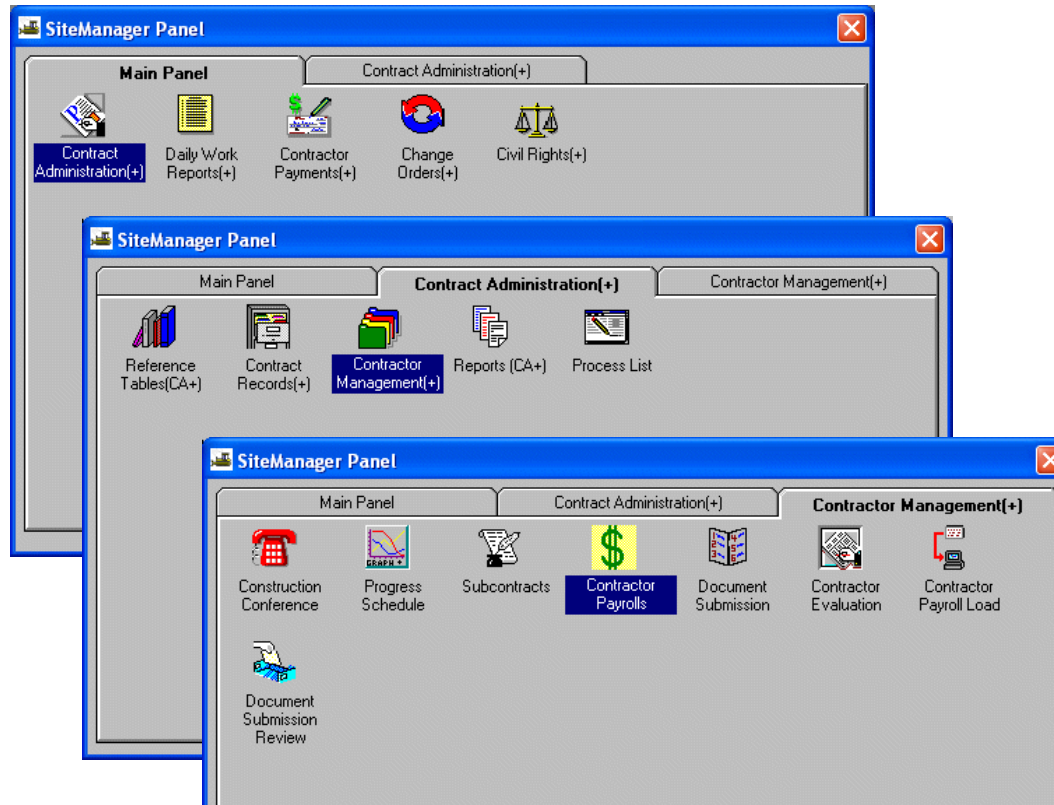 SiteManager Panel
Main Panel
Contract Administration(+)
Contract
Administration(+)
Daily Work
Reports(+)
Contractor
Payments(+)
Change
Orders(+)
Civil Rights(+)
SiteManager Panel
Main Panel
Contract Administration(+)
Contractor Management(+)
Reference
Tables(CA+)
Contract
Records(+)
Contractor
Management(+)
Reports (CA+)
Process List
SiteManager Panel
Main Panel
Contract Administration(+)
Contractor Management(+)
Construction
Conference
GRAPH +
Progress
Schedule
Subcontracts
Contractor
Payrolls
Document
Submission
Contractor
Evaluation
Contractor
Payroll Load
Document
Submission
Review